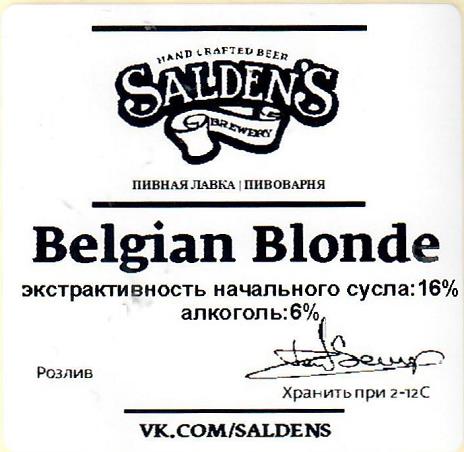 HAND CRAFTED BEER
SALDEN'S
BREWERY
ПИВНАЯ ЛАВКА | ПИВОВАРНЯ
Belgian Blonde
экстрактивность начального сусла:16%
алкоголь:6%
Розлив
Хранить при 2-12С
VK.COM/SALDENS